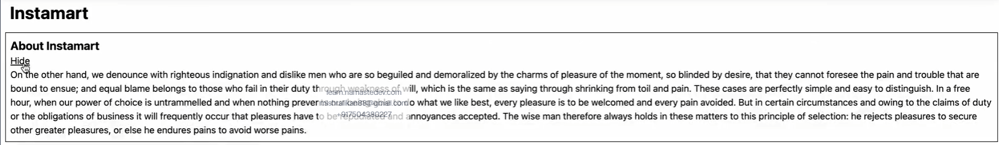 Instamart
About Instamart
Hide
On the other hand, we denounce with righteous indignation and dislike men who are so beguiled and demoralized by the charms of pleasure of the moment, so blinded by desire, that they cannot foresee the pain and trouble that are
bound to ensue; and equal blame belongs to those who fail in their duty through weakness of will, which is the same as saying through shrinking from toil and pain. These cases are perfectly simple and easy to distinguish. In a free
learn.namastedev.com
hour, when our power of choice is untrammelled and when nothing prever do what we like best, every pleasure is to be welcomed and every pain avoided. But in certain circumstances and owing to the claims of duty
or the obligations of business it will frequently occur that pleasures have to be repudiated and annoyances accepted. The wise man therefore always holds in these matters to this principle of selection: he rejects pleasures to secure
+917504380227
other greater pleasures, or else he endures pains to avoid worse pains.